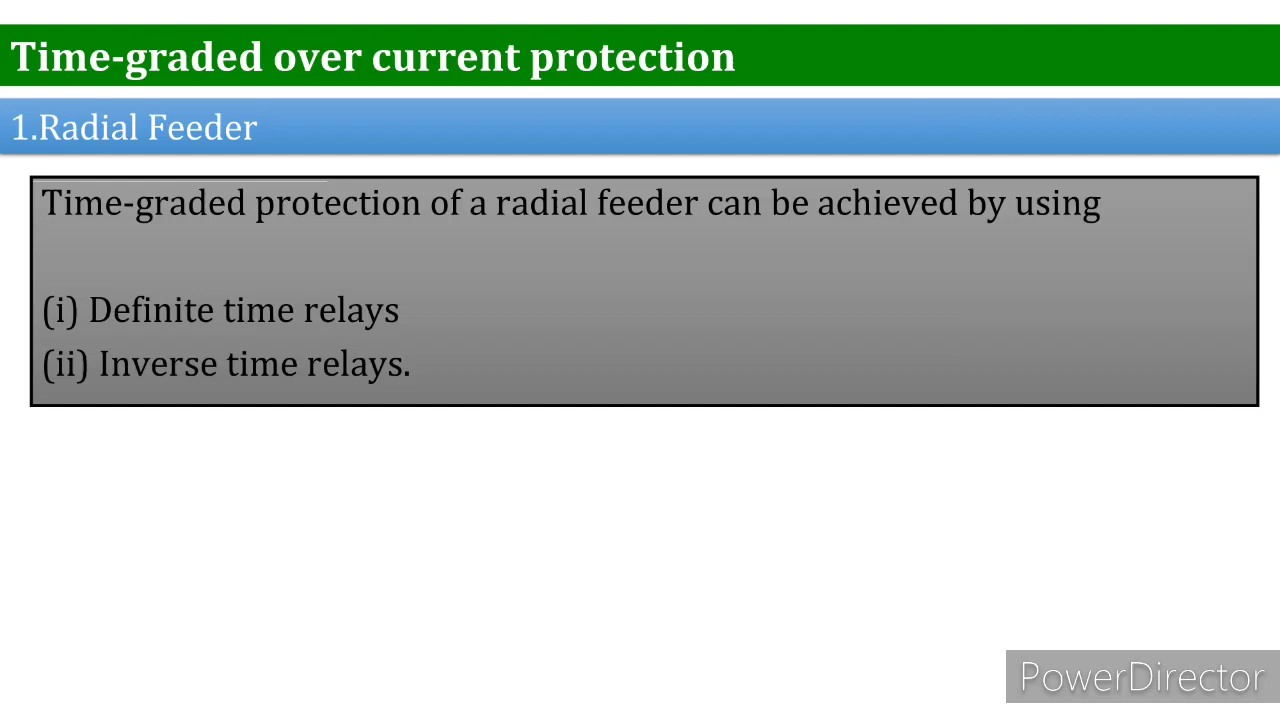 Time-graded over current protection
1.Radial Feeder
Time-graded protection of a radial feeder can be achieved by using
(i) Definite time relays
(ii) Inverse time relays.
PowerDirector